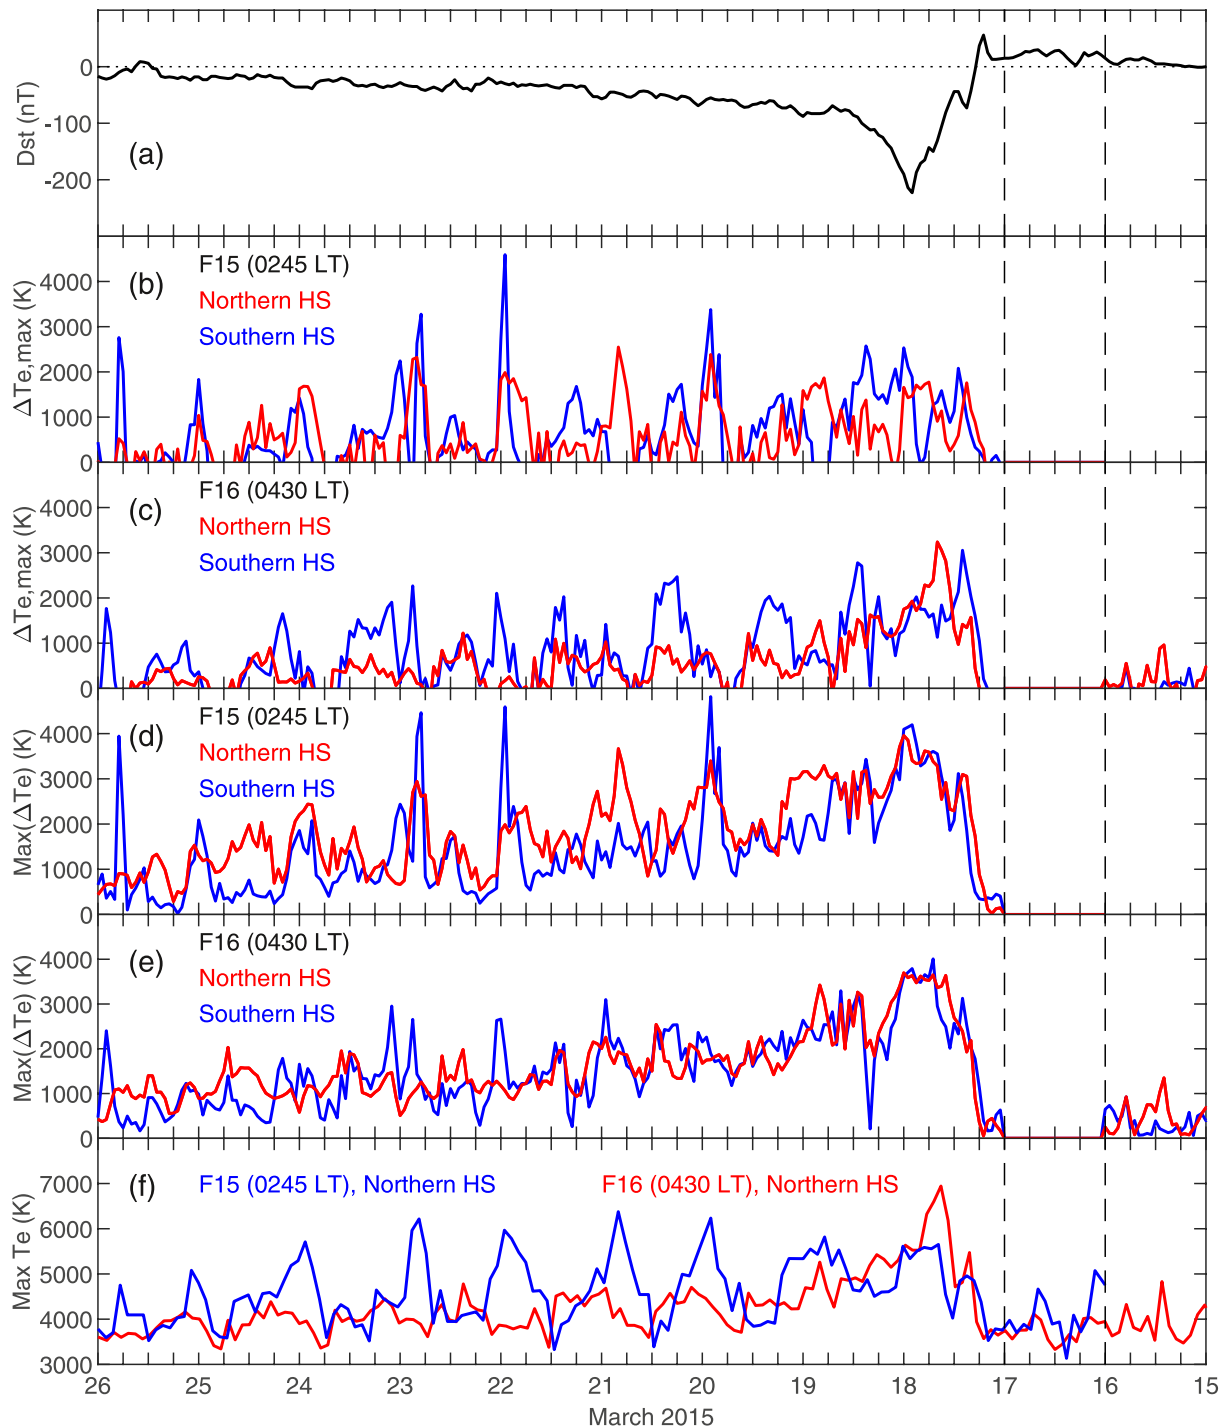 0
-100
-200
Dst (nT)
(a)
(b)
F15 (0245 LT)
Northern HS
Southern HS
4000
3000
2000
1000
0
ΔTe,max (K)
(c)
F16 (0430 LT)
Northern HS
Southern HS
4000
3000
2000
1000
0
ΔTe,max (K)
(d)
F15 (0245 LT)
Northern HS
Southern HS
4000
3000
2000
1000
0
Max(ΔTe) (K)
(e)
F16 (0430 LT)
Northern HS
Southern HS
4000
3000
2000
1000
0
Max(ΔTe) (K)
(f)
F15 (0245 LT), Northern HS F16 (0430 LT), Northern HS
7000
6000
5000
4000
3000
Max Te (K)
26 25 24 23 22 21 20 19 18 17 16 15
March 2015